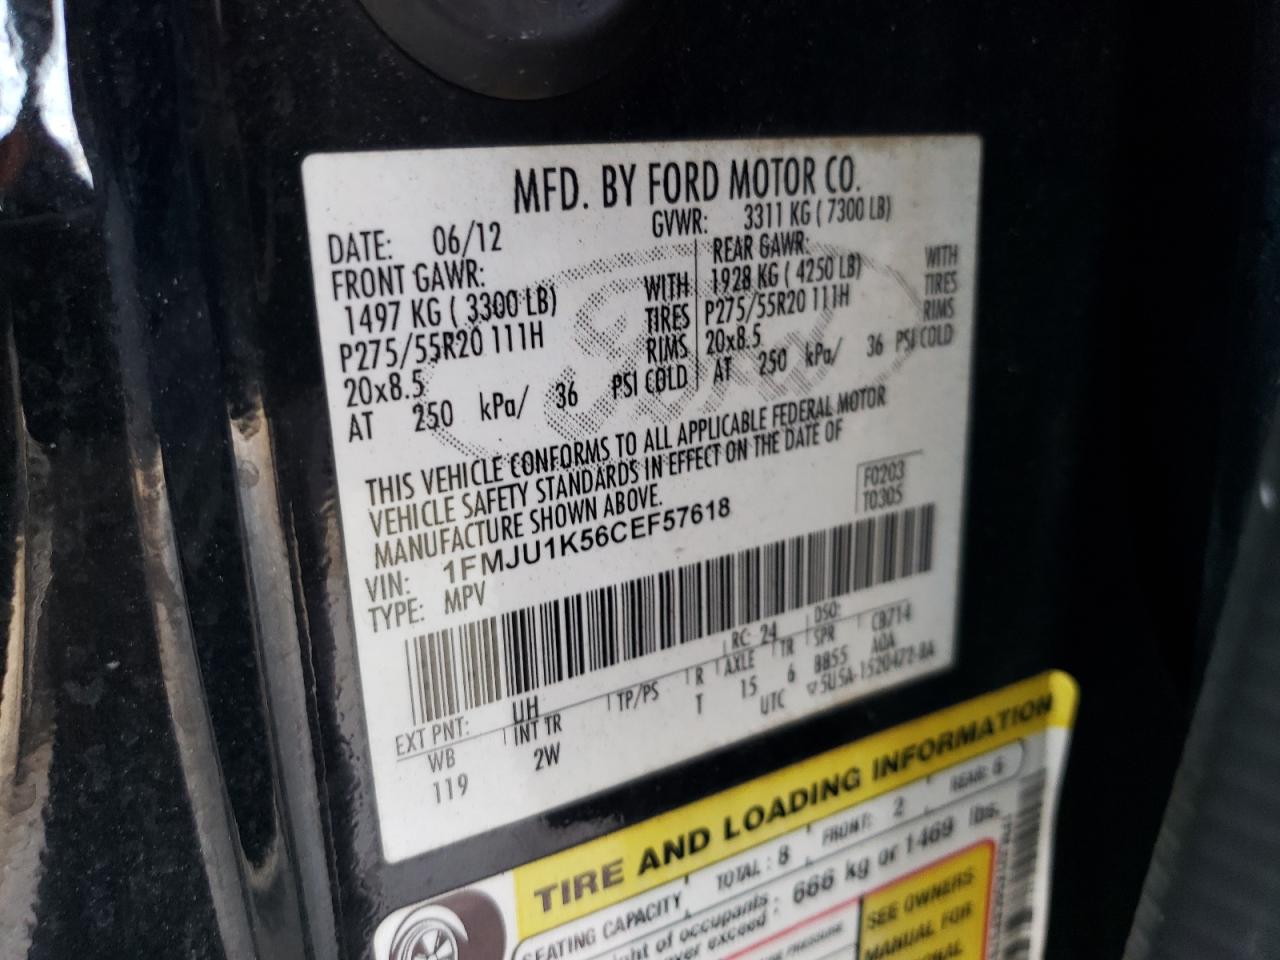 MFD. BY FORD MOTOR CO.
DATE: 06/12 GVWR: 3311 KG ( 7300 LB)
FRONT GAWR: REAR GAWR:
1497 KG ( 3300 LB) WITH 1928 KG ( 4250 LB) WITH
P275/55R20 111H TIRES P275/55R20 111H TIRES
20x8.5 RIMS 20x8.5 RIMS
AT 250 kPa/ 36 PSI COLD AT 250 kPa/ 36 PSI COLD
THIS VEHICLE CONFORMS TO ALL APPLICABLE FEDERAL MOTOR
VEHICLE SAFETY STANDARDS IN EFFECT ON THE DATE OF
MANUFACTURE SHOWN ABOVE.
F0203
T0305
VIN: 1FMJU1K56CEF57618
TYPE: MPV
EXT PNT: UH RC: 24 DSO:
WB INT TR TP/PS R AXLE TR SPR CB714
119 2W T 15 6 BB55 AOA
UTC
TIRE AND LOADING INFORMATION
SEATING CAPACITY TOTAL : 8 FRONT: 2 REAR: 6
of occupants : 666 kg or 1469 lbs.
exceed :
SEE OWNERS
MANUAL FOR